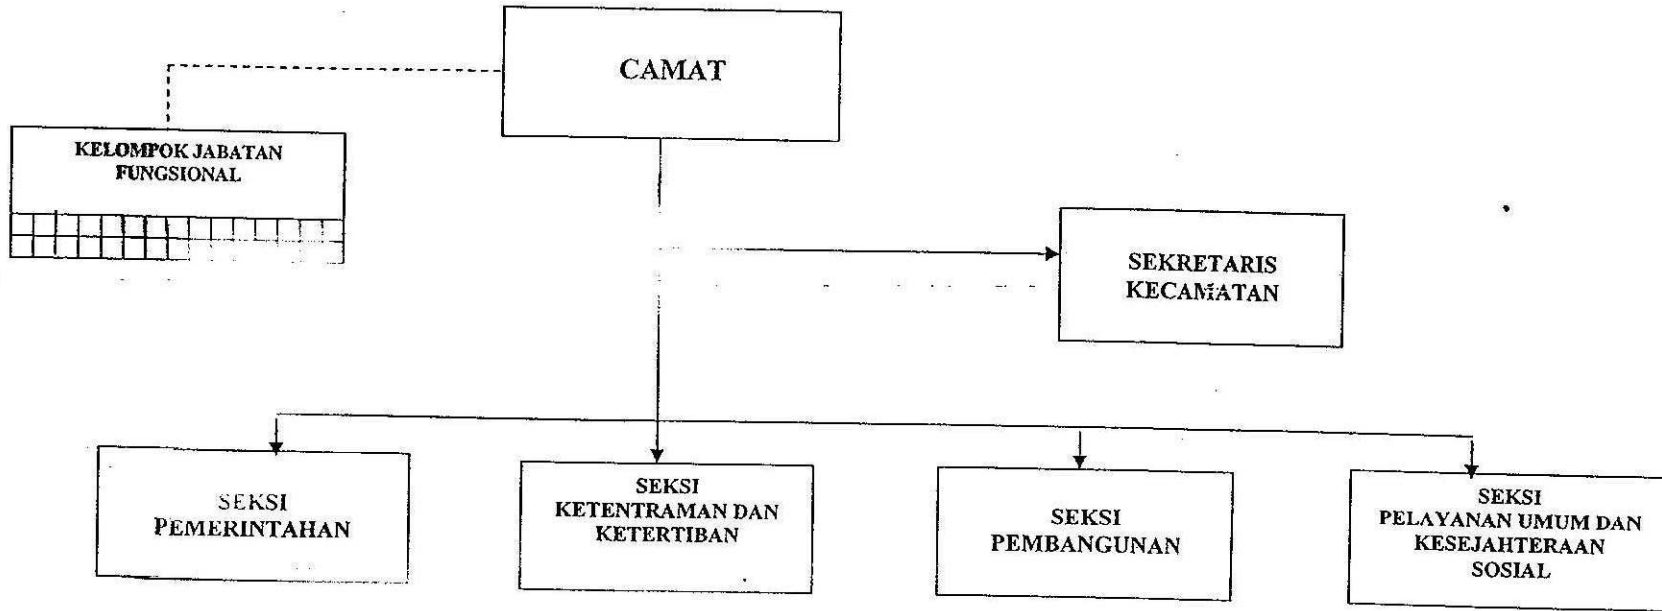 CAMAT
KELOMPOK JABATAN
FUNGSIONAL
SEKRETARIS
KECAMATAN
SEKSI
PEMERINTAHAN
SEKSI
KETENTRAMAN DAN
KETERTIBAN
SEKSI
PEMBANGUNAN
SEKSI
PELAYANAN UMUM DAN
KESEJAHTERAAN
SOSIAL